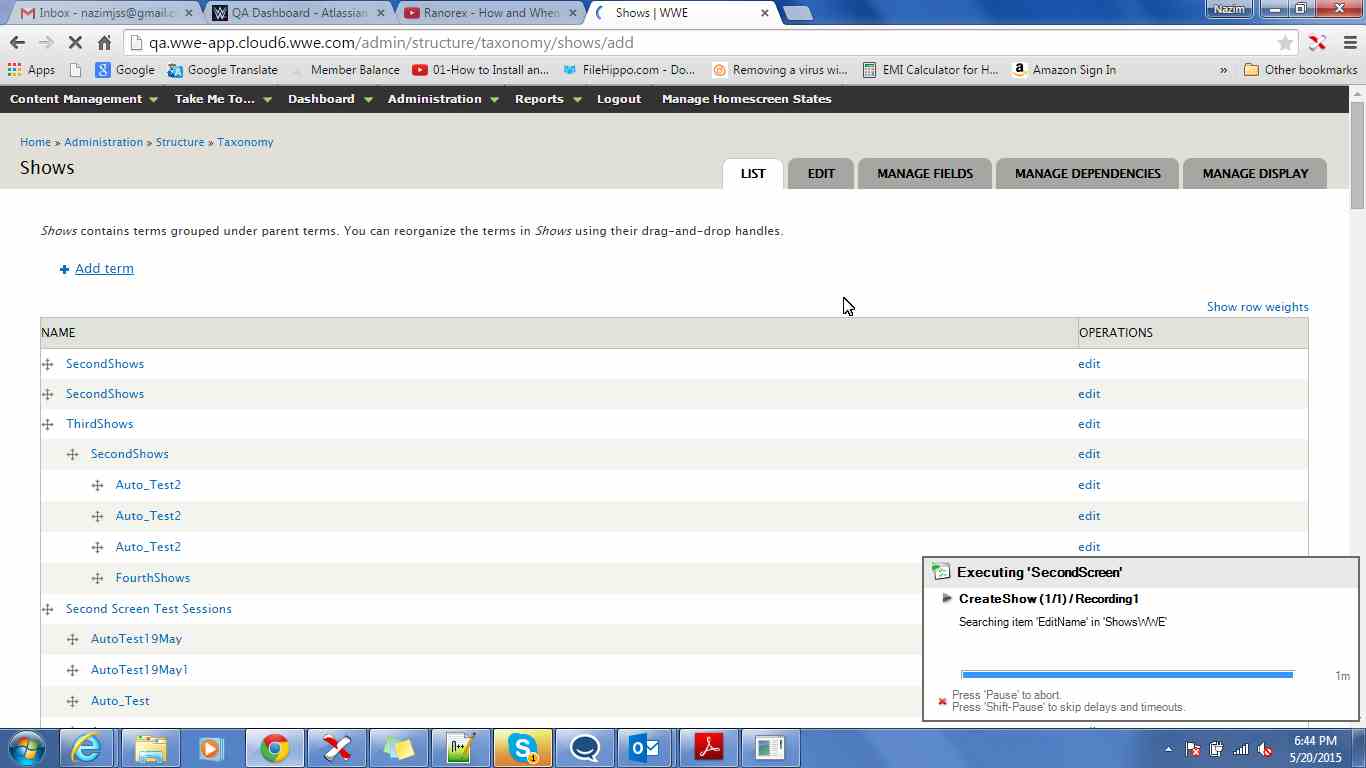 Inbox - nazimjss@gmail.c
QA Dashboard - Atlassian
Ranorex - How and When
Shows | WWE
Nazim
qa.wwe-app.cloud6.wwe.com/admin/structure/taxonomy/shows/add
Apps Google Google Translate Member Balance 01-How to Install an... FileHippo.com - Do... Removing a virus wi... EMI Calculator for H... Amazon Sign In » Other bookmarks
Content Management Take Me To... Dashboard Administration Reports Logout Manage Homescreen States
Home » Administration » Structure » Taxonomy
Shows
LIST EDIT MANAGE FIELDS MANAGE DEPENDENCIES MANAGE DISPLAY
Shows contains terms grouped under parent terms. You can reorganize the terms in Shows using their drag-and-drop handles.
+ Add term
Show row weights
NAME OPERATIONS
SecondShows edit
SecondShows edit
ThirdShows edit
SecondShows edit
Auto_Test2 edit
Auto_Test2 edit
Auto_Test2 edit
FourthShows
Second Screen Test Sessions
AutoTest19May
AutoTest19May1
Auto_Test
Executing 'SecondScreen'
CreateShow (1/1) / Recording1
Searching item 'EditName' in 'ShowsWWE'
1m
Press 'Pause' to abort.
Press 'Shift-Pause' to skip delays and timeouts.
6:44 PM
5/20/2015